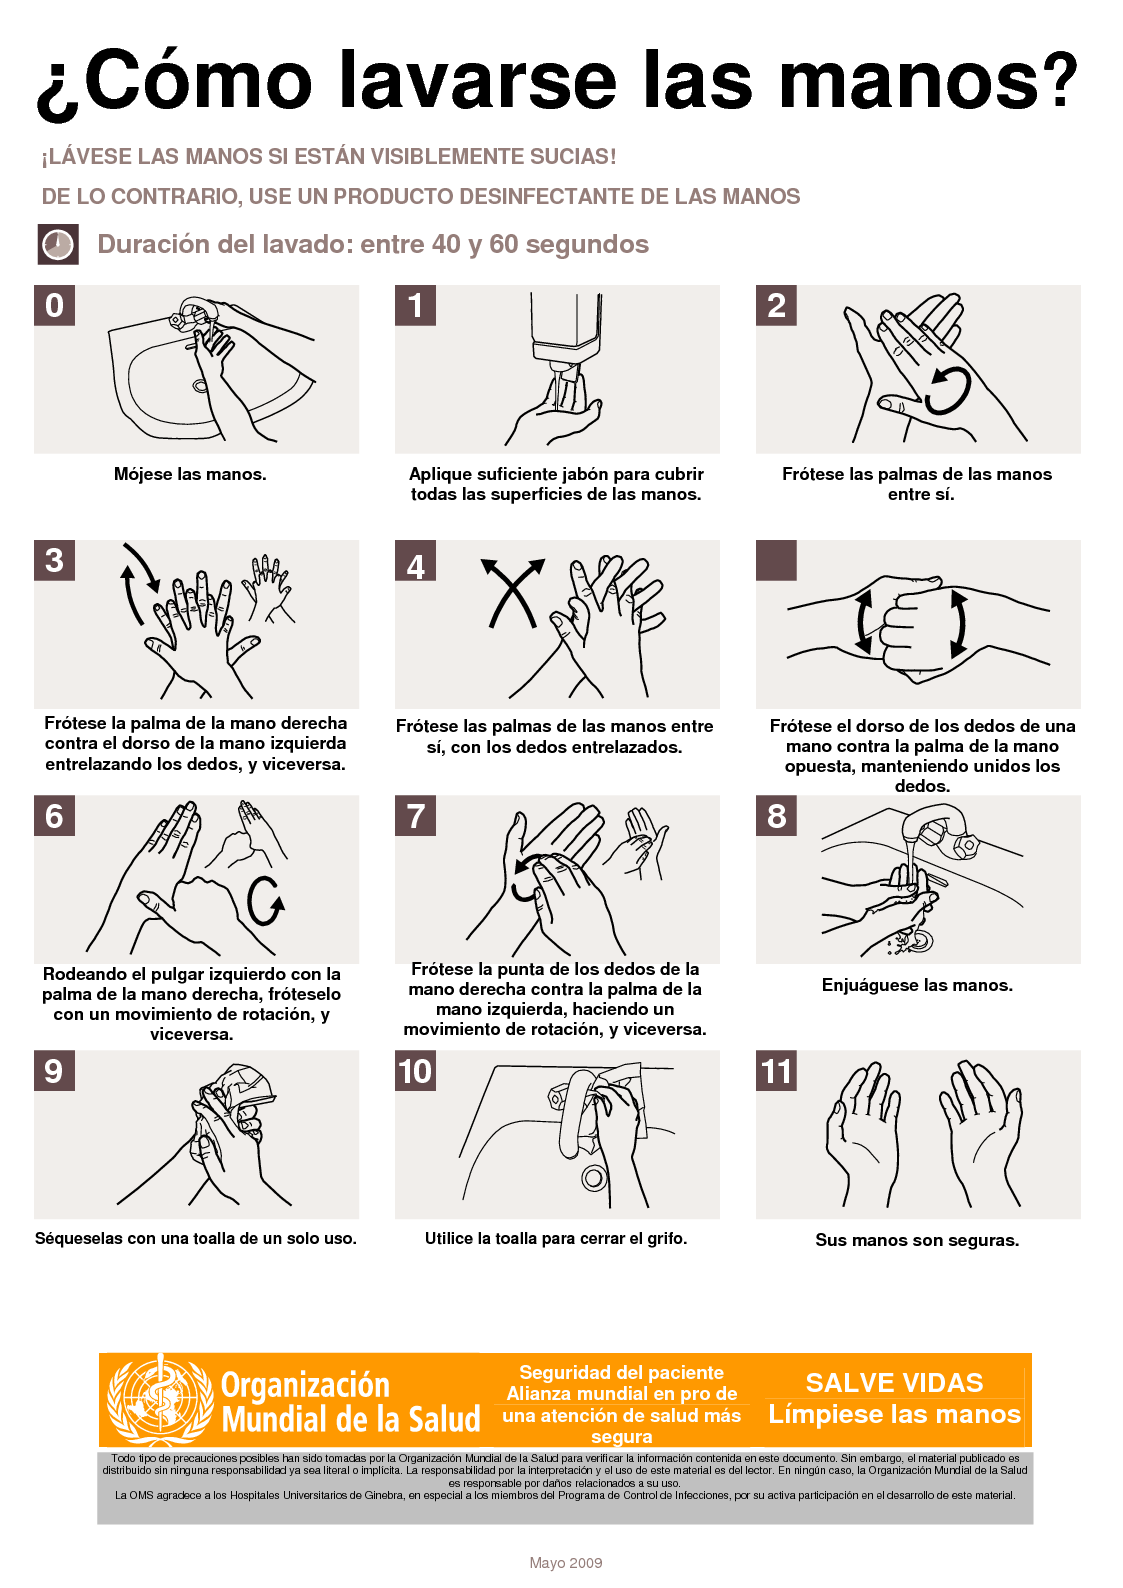 ¿Cómo lavarse las manos?
¡LÁVESE LAS MANOS SI ESTÁN VISIBLEMENTE SUCIAS!
DE LO CONTRARIO, USE UN PRODUCTO DESINFECTANTE DE LAS MANOS
Duración del lavado: entre 40 y 60 segundos
0
Mójese las manos.
1
Aplique suficiente jabón para cubrir
todas las superficies de las manos.
2
Frótese las palmas de las manos
entre sí.
3
Frótese la palma de la mano derecha
contra el dorso de la mano izquierda
entrelazando los dedos, y viceversa.
4
Frótese las palmas de las manos entre
sí, con los dedos entrelazados.
Frótese el dorso de los dedos de una
mano contra la palma de la mano
opuesta, manteniendo unidos los
dedos.
6
Rodeando el pulgar izquierdo con la
palma de la mano derecha, fróteselo
con un movimiento de rotación, y
viceversa.
7
Frótese la punta de los dedos de la
mano derecha contra la palma de la
mano izquierda, haciendo un
movimiento de rotación, y viceversa.
8
Enjuáguese las manos.
9
Séqueselas con una toalla de un solo uso.
10
Utilice la toalla para cerrar el grifo.
11
Sus manos son seguras.
Organización
Mundial de la Salud
Seguridad del paciente
Alianza mundial en pro de
una atención de salud más
segura
SALVE VIDAS
Límpiese las manos
Todo tipo de precauciones posibles han sido tomadas por la Organización Mundial de la Salud para verificar la información contenida en este documento. Sin embargo, el material publicado es
distribuido sin ninguna responsabilidad ya sea literal o implícita. La responsabilidad por la interpretación y el uso de este material es del lector. En ningún caso, la Organización Mundial de la Salud
es responsable por daños relacionados a su uso.
La OMS agradece a los Hospitales Universitarios de Ginebra, en especial a los miembros del Programa de Control de Infecciones, por su activa participación en el desarrollo de este material.
Mayo 2009